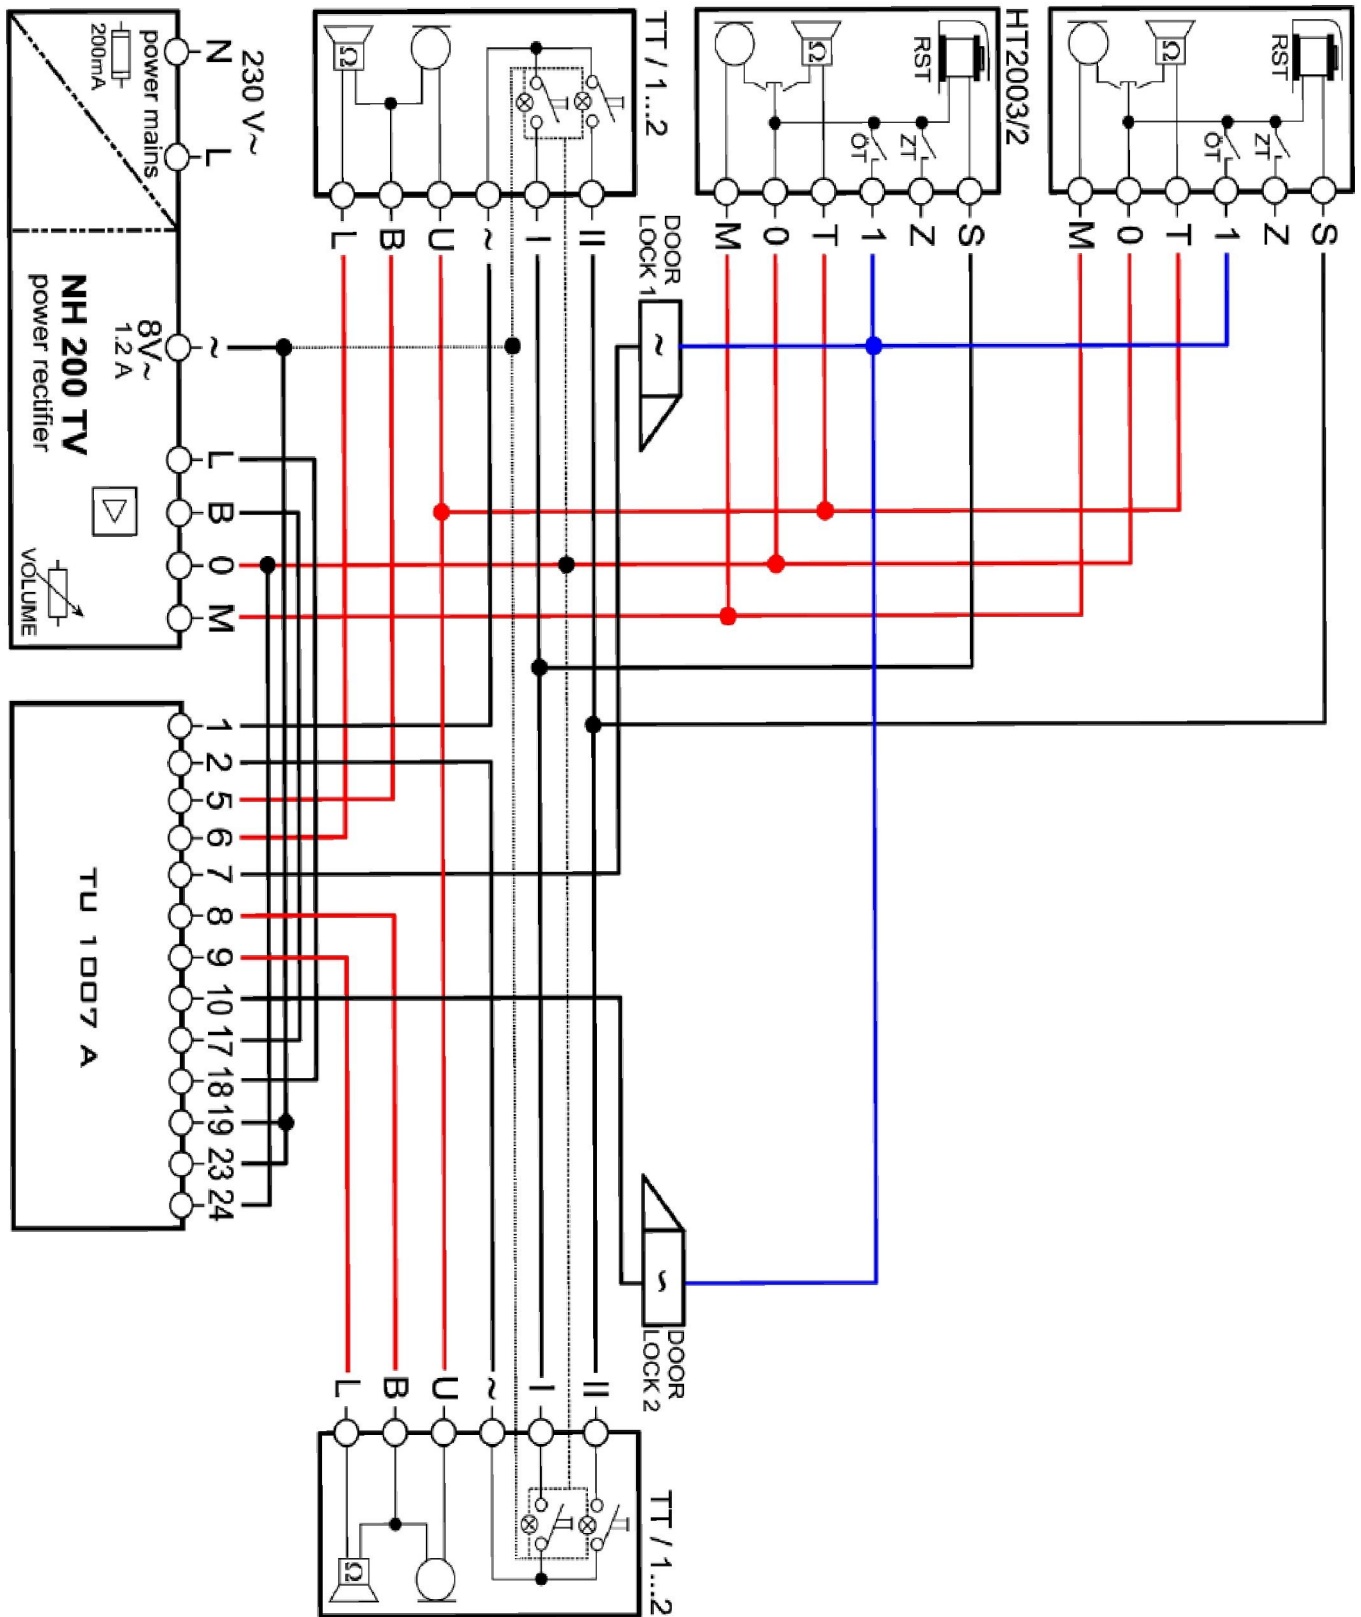 230 V~
N
L
power mains
200mA
8V~
1.2 A
NH 200 TV
power rectifier
VOLUME
~
L
B
0
M
TT / 1...2
Ω
L
B
U
~
I
II
DOOR
LOCK 1
~
HT2003/2
Ω
RST
ÖT
ZT
M
0
T
1
Z
S
Ω
RST
ÖT
ZT
M
0
T
1
Z
S
TU 1007 A
1
2
5
6
7
8
9
10
17
18
19
23
24
DOOR
LOCK 2
~
L
B
U
~
I
II
Ω
TT / 1....2